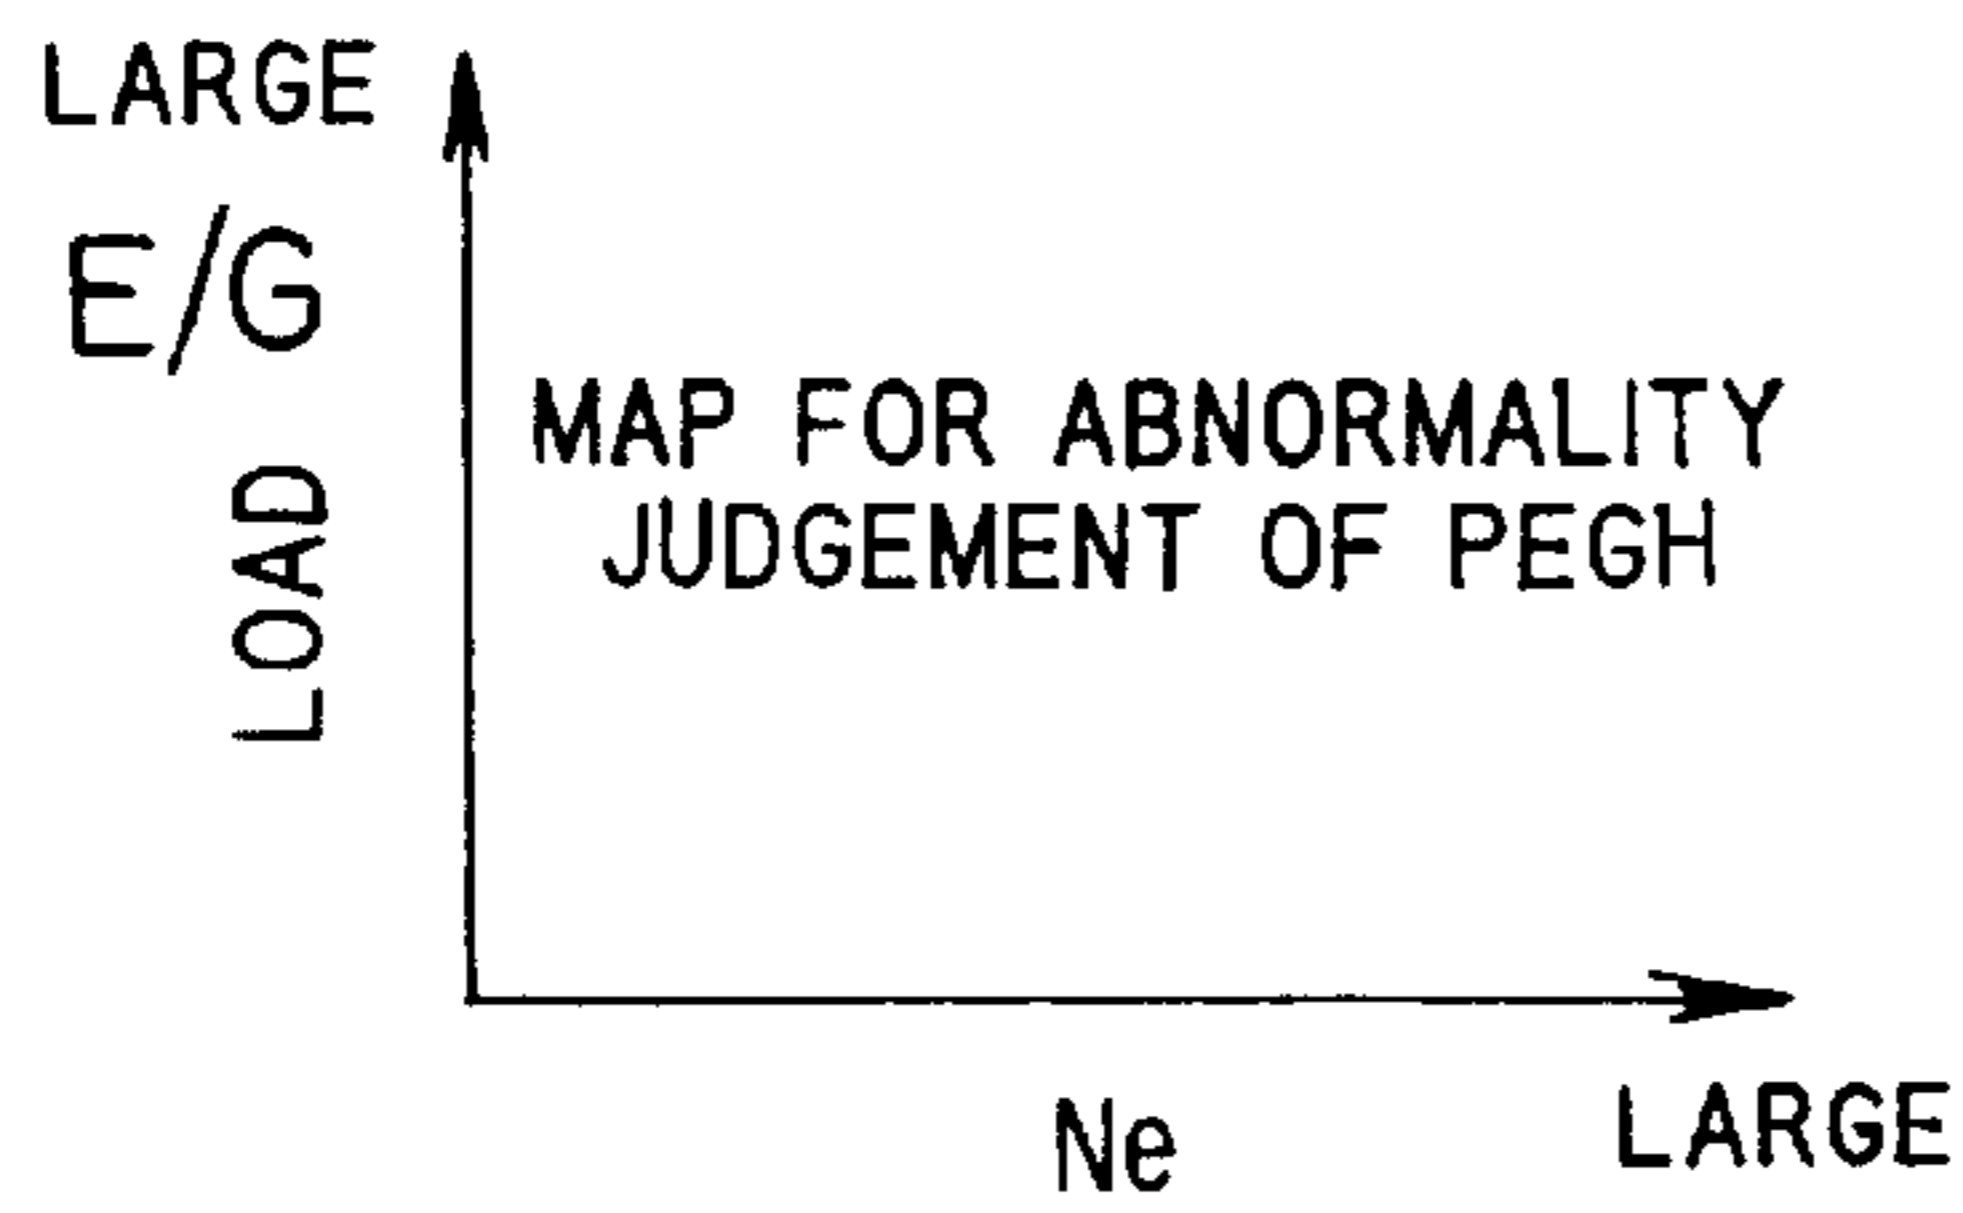 LARGE
E/G
LOAD
MAP FOR ABNORMALITY
JUDGEMENT OF PEGH
Ne
LARGE